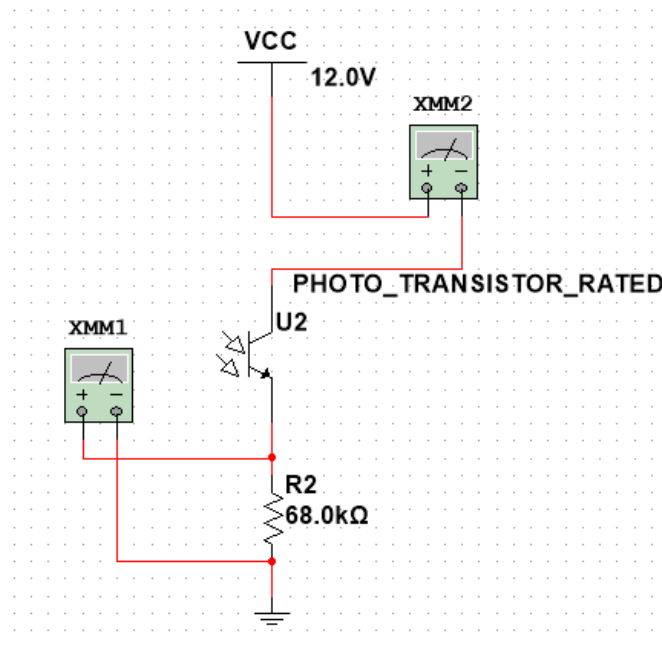 VCC
12.0V
XMM2
+ −
PHOTO_TRANSISTOR_RATED
U2
XMM1
+ −
R2
68.0kΩ